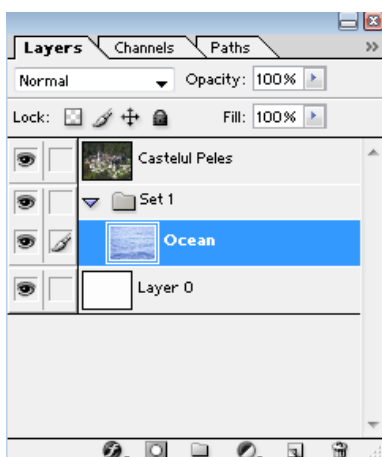 Layers Channels Paths
Normal Opacity: 100%
Lock: Fill: 100%
Castelul Peles
Set 1
Ocean
Layer 0